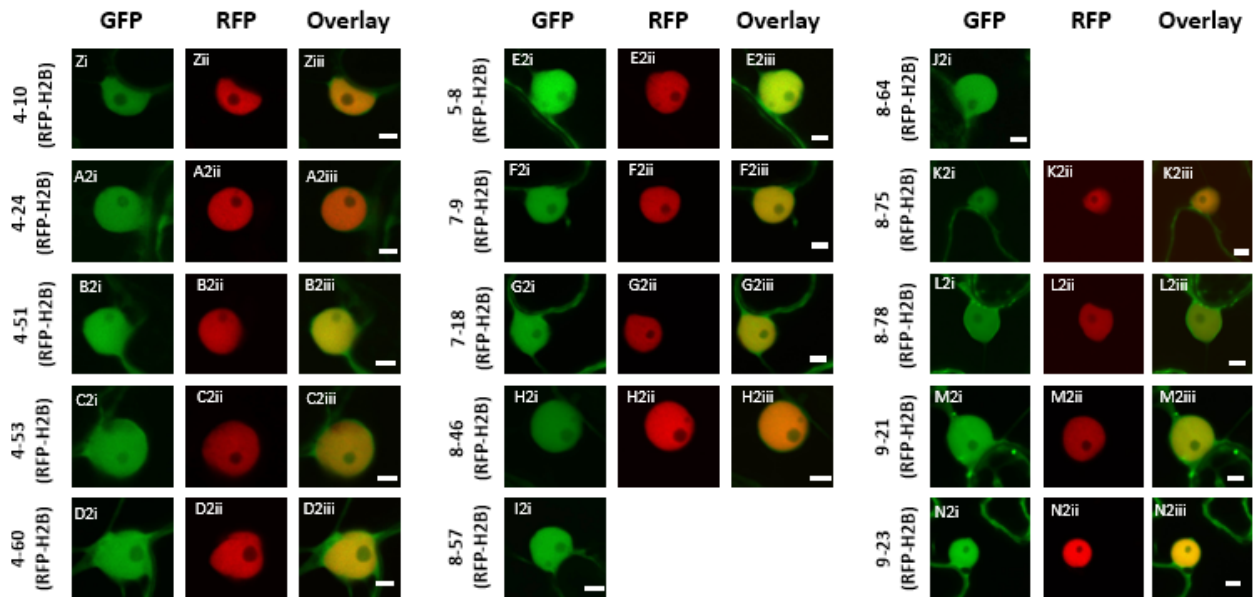 GFP RFP Overlay
4-10
(RFP-H2B)
Zi Zii Ziii
4-24
(RFP-H2B)
A2i A2ii A2iii
4-51
(RFP-H2B)
B2i B2ii B2iii
4-53
(RFP-H2B)
C2i C2ii C2iii
4-60
(RFP-H2B)
D2i D2ii D2iii
GFP RFP Overlay
5-8
(RFP-H2B)
E2i E2ii E2iii
7-9
(RFP-H2B)
F2i F2ii F2iii
7-18
(RFP-H2B)
G2i G2ii G2iii
8-46
(RFP-H2B)
H2i H2ii H2iii
8-57
(RFP-H2B)
I2i
GFP RFP Overlay
8-64
(RFP-H2B)
J2i
8-75
(RFP-H2B)
K2i K2ii K2iii
8-78
(RFP-H2B)
L2i L2ii L2iii
9-21
(RFP-H2B)
M2i M2ii M2iii
9-23
(RFP-H2B)
N2i N2ii N2iii